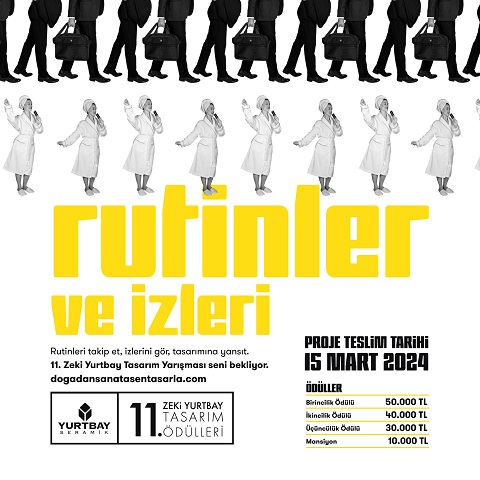 rutinler
ve izleri
Rutinleri takip et, izlerini gör, tasarımına yansıt.
11. Zeki Yurtbay Tasarım Yarışması seni bekliyor.
dogadansanatasentasarla.com
YURTBAY
SERAMİK
11.
ZEKİ YURTBAY
TASARIM
ÖDÜLLERİ
PROJE TESLİM TARİHİ
15 MART 2024
ÖDÜLLER
Birincilik Ödülü 50.000 TL
İkincilik Ödülü 40.000 TL
Üçüncülük Ödülü 30.000 TL
Mansiyon 10.000 TL